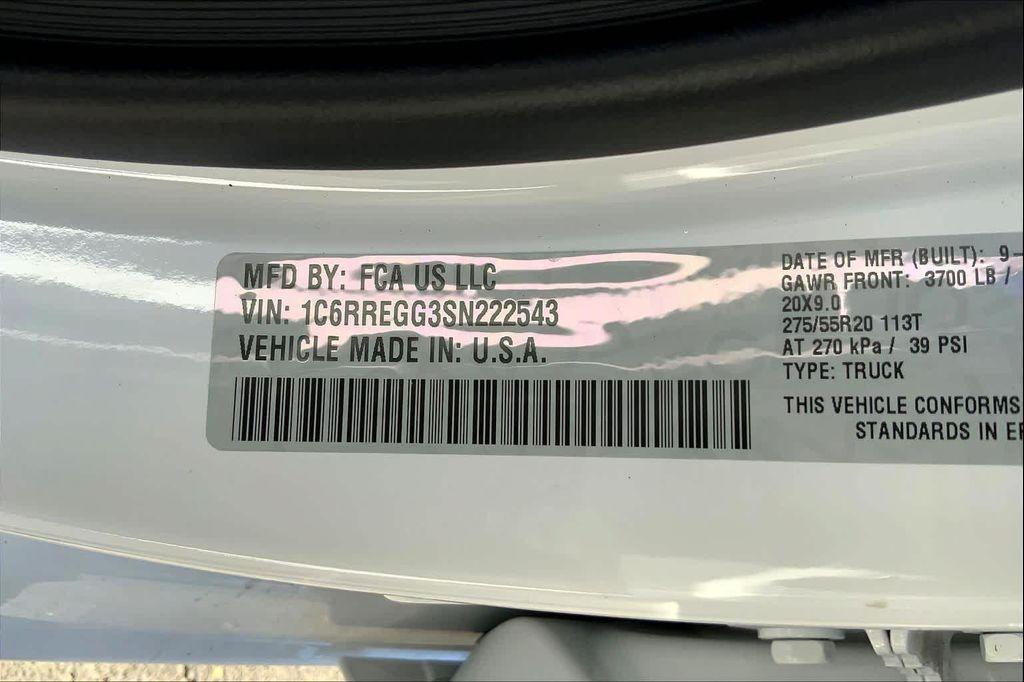 MFD BY: FCA US LLC
VIN: 1C6RREGG3SN222543
VEHICLE MADE IN: U.S.A.
DATE OF MFR (BUILT): 9-
GAWR FRONT: 3700 LB /
20X9.0
275/55R20 113T
AT 270 kPa / 39 PSI
TYPE: TRUCK
THIS VEHICLE CONFORMS
STANDARDS IN